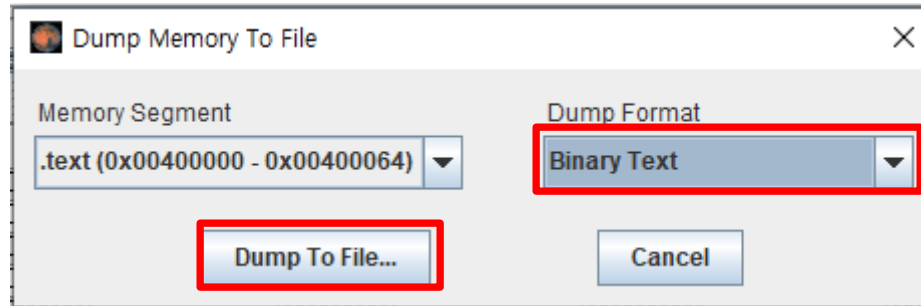 Dump Memory To File
Memory Segment
Dump Format
.text (0x00400000 - 0x00400064)
Binary Text
Dump To File...
Cancel